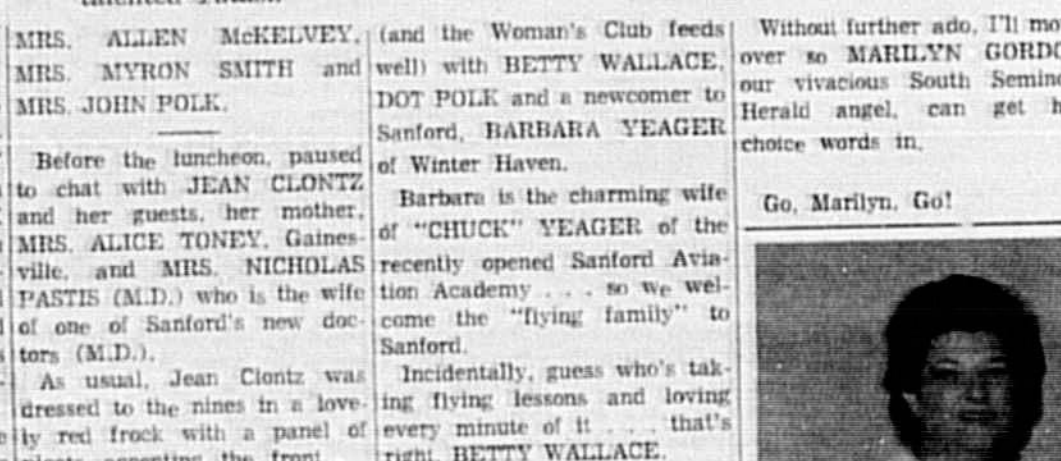 MRS. ALLEN McKELVEY,
MRS. MYRON SMITH and
MRS. JOHN POLK.
Before the luncheon, paused
to chat with JEAN CLONTZ
and her guests, her mother,
MRS. ALICE TONEY, Gaines-
ville, and MRS. NICHOLAS
PASTIS (M.D.) who is the wife
of one of Sanford's new doc-
tors (M.D.).
As usual, Jean Clontz was
dressed to the nines in a love-
ly red frock with a panel of
the front
(and the Woman's Club feeds
well) with BETTY WALLACE,
DOT POLK and a newcomer to
Sanford, BARBARA YEAGER
of Winter Haven.
Barbara is the charming wife
of "CHUCK" YEAGER of the
recently opened Sanford Avia-
tion Academy . . . so we wel-
come the "flying family" to
Sanford.
Incidentally, guess who's tak-
ing flying lessons and loving
every minute of it . . . that's
right, BETTY WALLACE.
Without further ado, I'll mo
over so MARILYN GORDO
our vivacious South Semin
Herald angel, can get h
choice words in.
Go, Marilyn, Go!